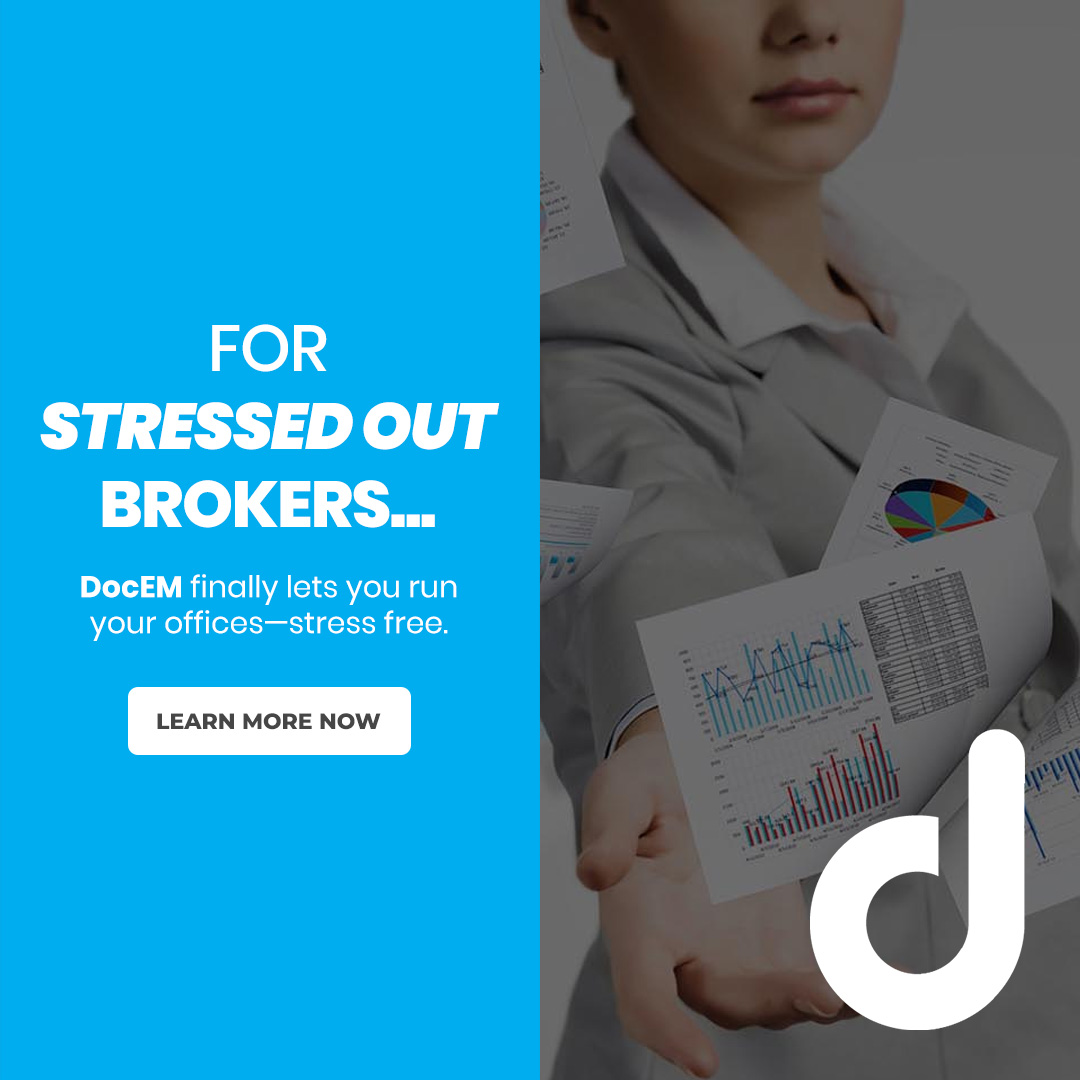 FOR
STRESSED OUT
BROKERS...
DocEM finally lets you run
your offices—stress free.
LEARN MORE NOW
d